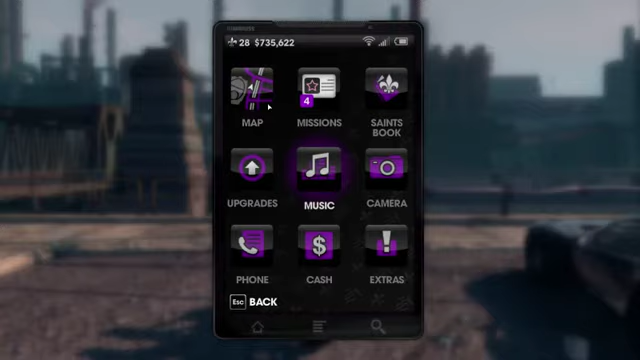 28 $735,622
4
MAP
MISSIONS
SAINTS
BOOK
UPGRADES
MUSIC
CAMERA
$
PHONE
CASH
EXTRAS
Esc BACK